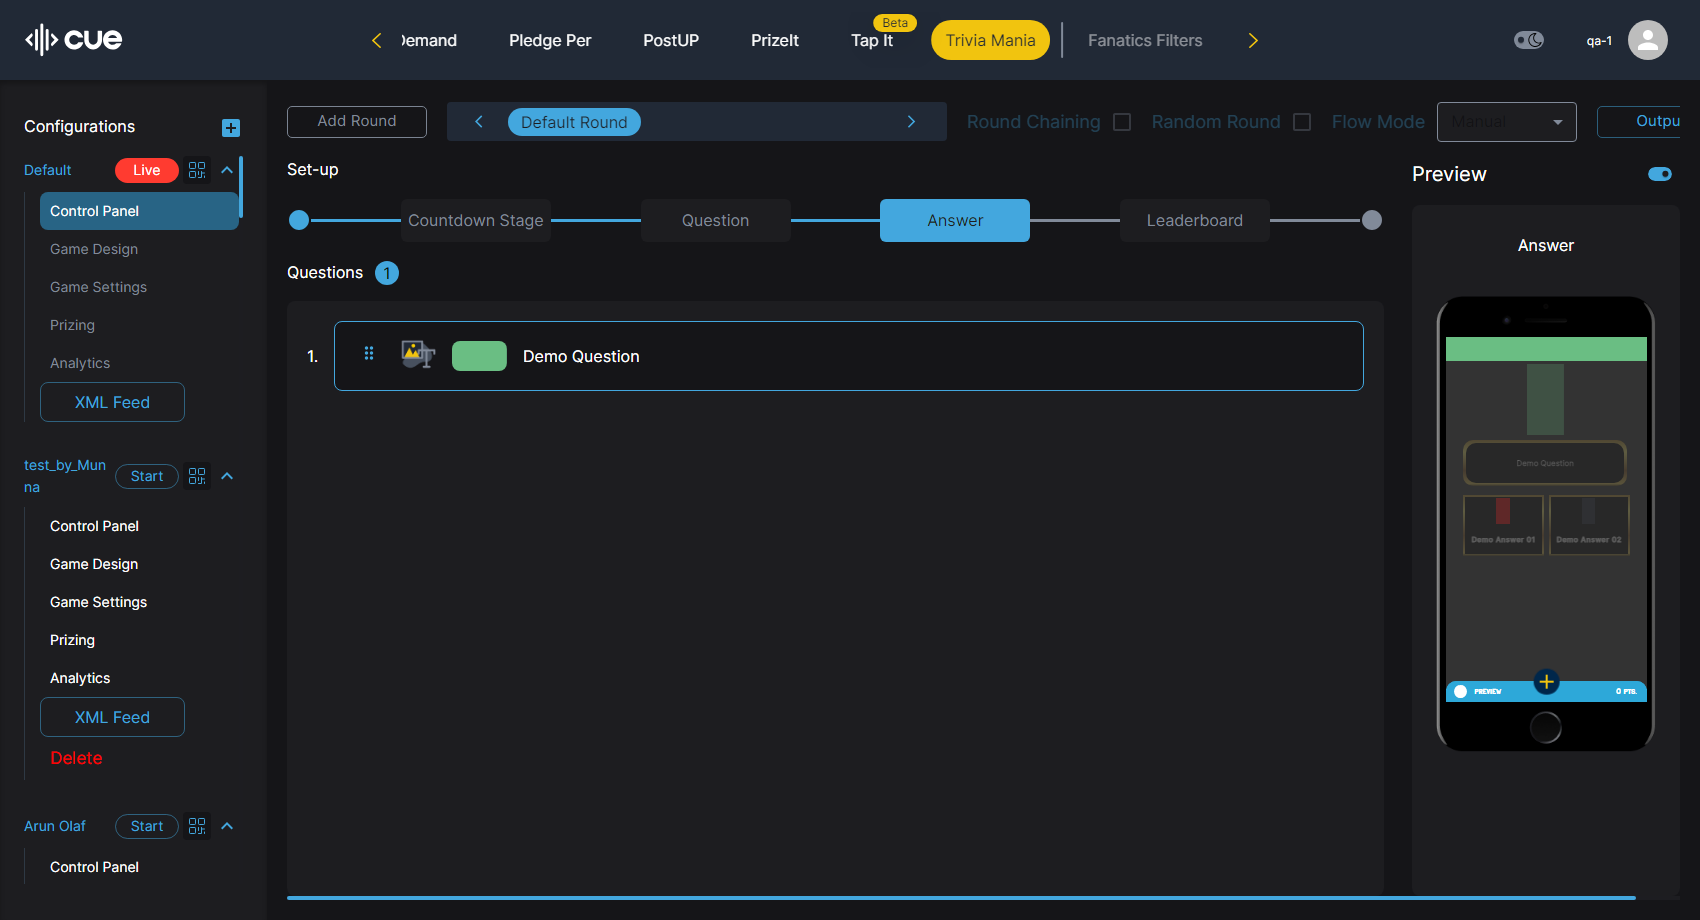 cue
Demand
Pledge Per
PostUP
PrizeIt
Tap It
Beta
Trivia Mania
Fanatics Filters
qa-1
Configurations
Default
Live
Control Panel
Game Design
Game Settings
Prizing
Analytics
XML Feed
test_by_Mun
na
Start
Control Panel
Game Design
Game Settings
Prizing
Analytics
XML Feed
Delete
Arun Olaf
Start
Control Panel
Add Round
Default Round
Round Chaining
Random Round
Flow Mode
Manual
Outpu
Set-up
Countdown Stage
Question
Answer
Leaderboard
Questions 1
1.
Demo Question
Preview
Answer
Demo Question
Demo Answer 01
Demo Answer 02
PREVIEW
0 PTS.